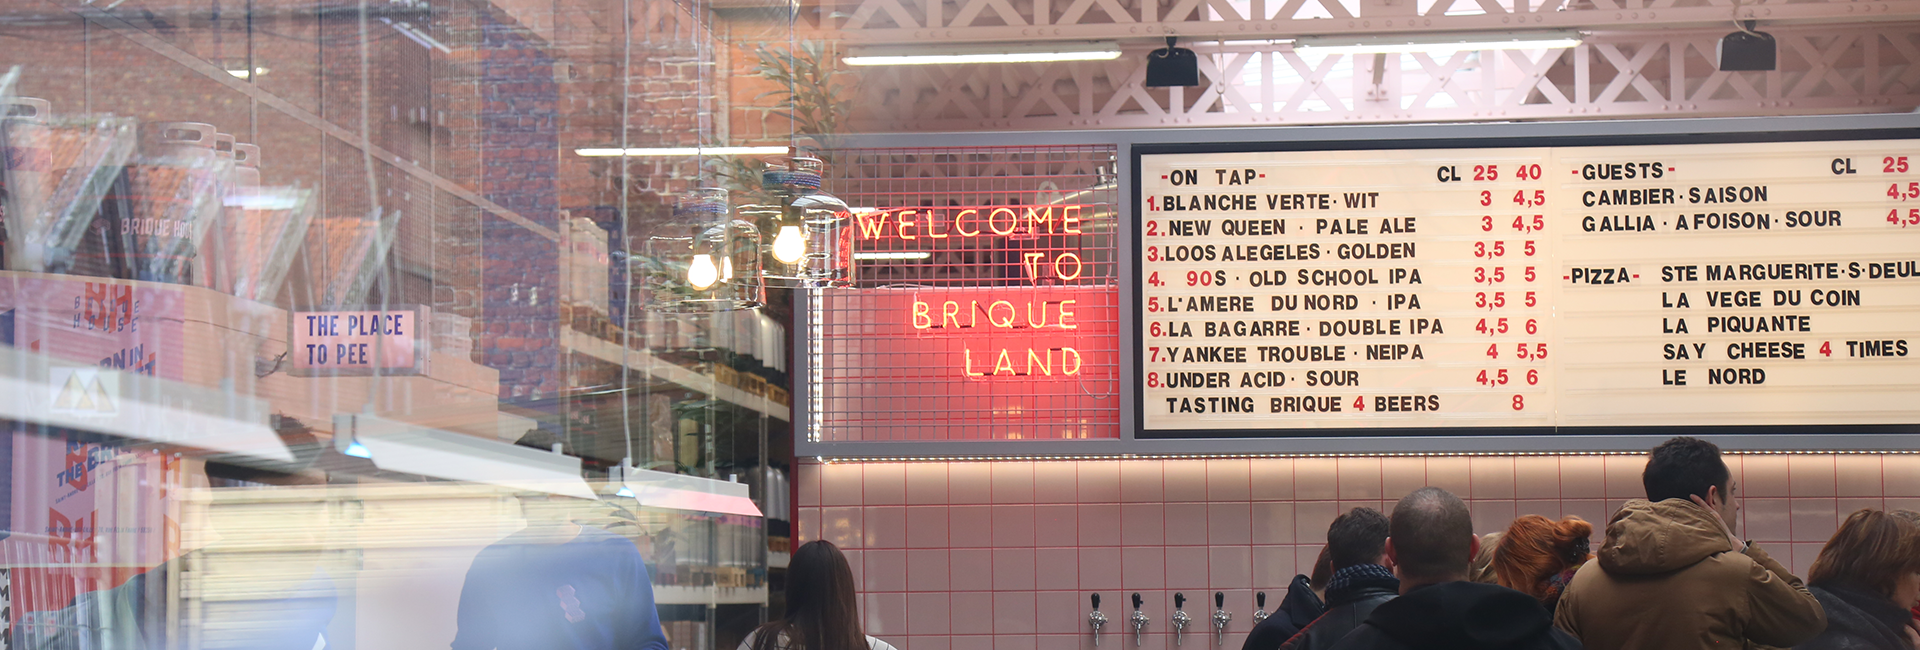 BRIQUE HOUSE
BRIQUE
HOUSE
THE PLACE
TO PEE
WELCOME
TO
BRIQUE
LAND
-ON TAP- CL 25 40
1.BLANCHE VERTE·WIT 3 4,5
2.NEW QUEEN · PALE ALE 3 4,5
3.LOOS ALEGELES·GOLDEN 3,5 5
4. 90S·OLD SCHOOL IPA 3,5 5
5.L'AMERE DU NORD · IPA 3,5 5
6.LA BAGARRE·DOUBLE IPA 4,5 6
7.YANKEE TROUBLE·NEIPA 4 5,5
8.UNDER ACID· SOUR 4,5 6
TASTING BRIQUE 4 BEERS 8
-GUESTS- CL 25
CAMBIER·SAISON 4,5
GALLIA·A FOISON·SOUR 4,5
-PIZZA- STE MARGUERITE·S·DEUL
LA VEGE DU COIN
LA PIQUANTE
SAY CHEESE 4 TIMES
LE NORD